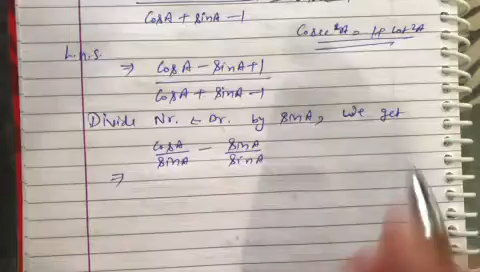 CosA + sinA - 1
Cosec²A = 1 + Cot²A
L.h.s.
⇒ CosA - sinA + 1
CosA + sinA - 1
Divide Nr. & Dr. by sinA, we get
CosA/sinA - sinA/sinA
⇒